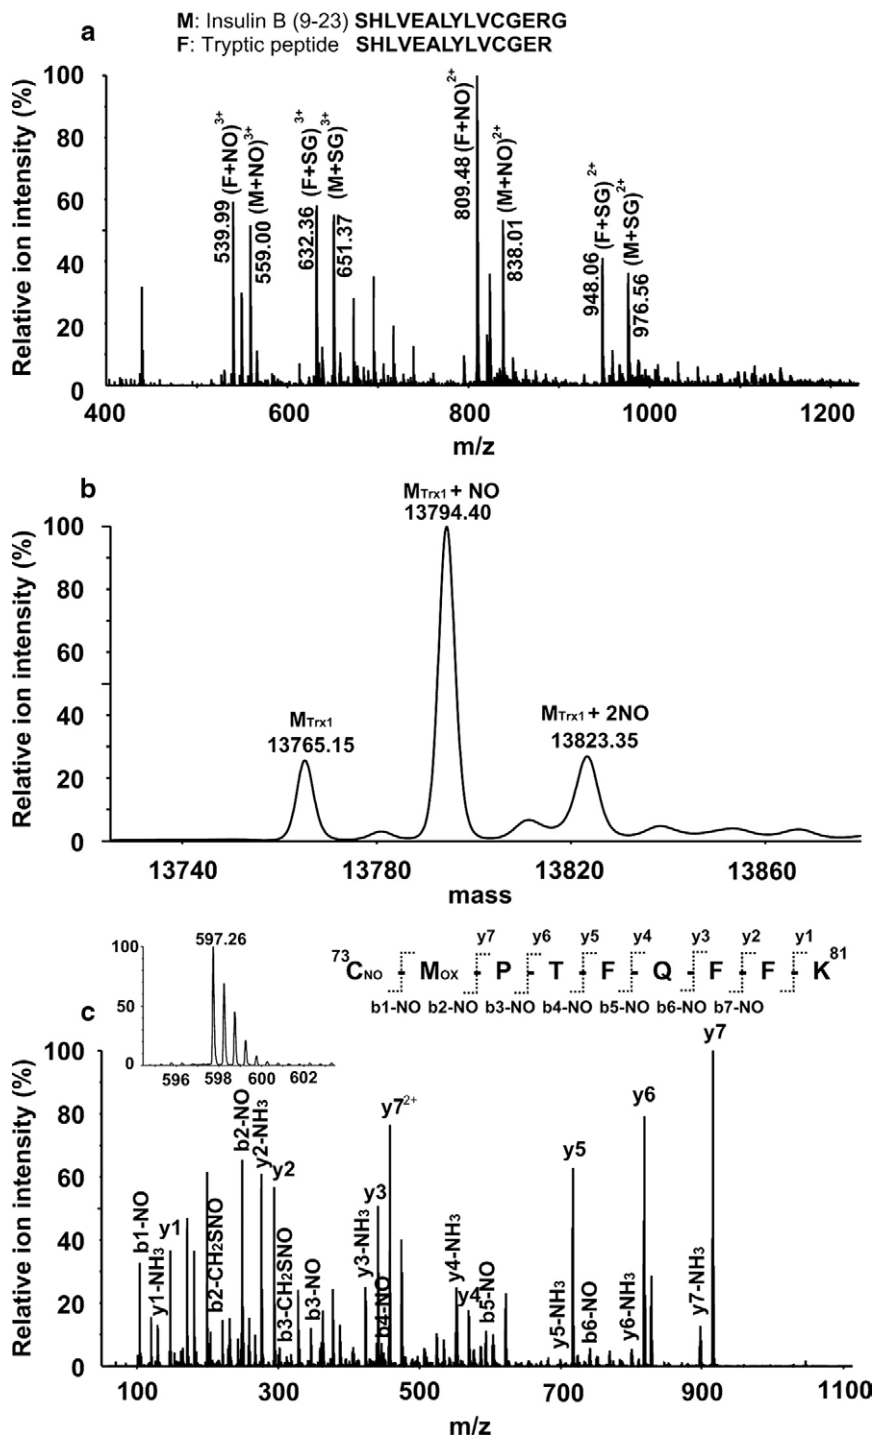 a
M: Insulin B (9-23) SHLVEALYLVCGERG
F: Tryptic peptide SHLVEALYLVCGER
Relative ion intensity (%)
100
80
60
40
20
0
539.99 (F+NO)3+
559.00 (M+NO)3+
632.36 (F+SG)3+
651.37 (M+SG)3+
809.48 (F+NO)2+
838.01 (M+NO)2+
948.06 (F+SG)2+
976.56 (M+SG)2+
400 600 800 1000 1200
m/z
b
Relative ion intensity (%)
100
80
60
40
20
0
MTrx1
13765.15
MTrx1 + NO
13794.40
MTrx1 + 2NO
13823.35
13740 13780 13820 13860
mass
c
100
50
0
597.26
596 598 600 602
y7 y6 y5 y4 y3 y2 y1
73CNO - MOX - P - T - F - Q - F - F - K81
b1-NO b2-NO b3-NO b4-NO b5-NO b6-NO b7-NO
Relative ion intensity (%)
100
80
60
40
20
0
b1-NO
y1-NH3
y1
b2-CH2SNO
b2-NO
y2-NH3
y2
b3-CH2SNO
b3-NO
y3-NH3
y3
b4-NO
y7 2+
y4-NH3
y4
b5-NO
y5-NH3
y5
b6-NO
y6-NH3
y6
y7-NH3
y7
100 300 500 700 900 1100
m/z